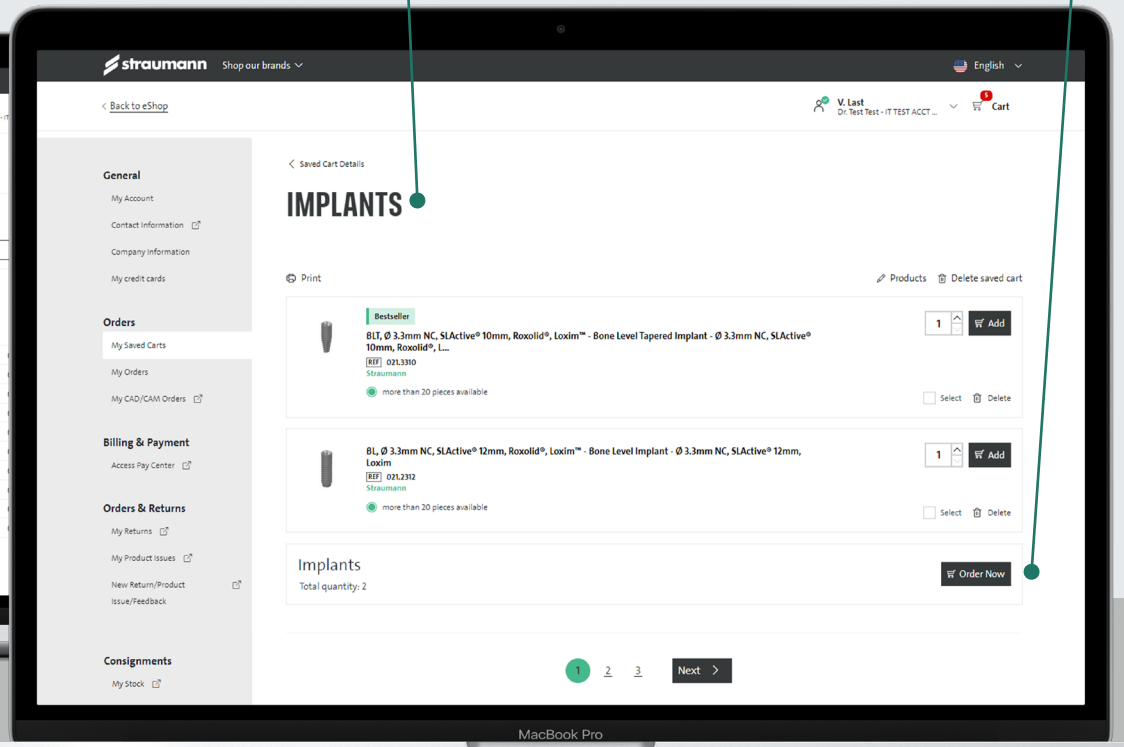 straumann
Shop our brands
English
Back to eShop
V. Last
Dr. Test Test - IT TEST ACCT ...
5
Cart
General
My Account
Contact Information
Company Information
My credit cards
Orders
My Saved Carts
My Orders
My CAD/CAM Orders
Billing & Payment
Access Pay Center
Orders & Returns
My Returns
My Product Issues
New Return/Product
Issue/Feedback
Consignments
My Stock
Saved Cart Details
IMPLANTS
Print
Products
Delete saved cart
Bestseller
BLT, Ø 3.3mm NC, SLActive® 10mm, Roxolid®, Loxim™ - Bone Level Tapered Implant - Ø 3.3mm NC, SLActive®
10mm, Roxolid®, L...
REF 021.3310
Straumann
more than 20 pieces available
1
Add
Select
Delete
BL, Ø 3.3mm NC, SLActive® 12mm, Roxolid®, Loxim™ - Bone Level Implant - Ø 3.3mm NC, SLActive® 12mm,
Loxim
REF 021.2312
Straumann
more than 20 pieces available
1
Add
Select
Delete
Implants
Total quantity: 2
Order Now
1 2 3 Next
MacBook Pro